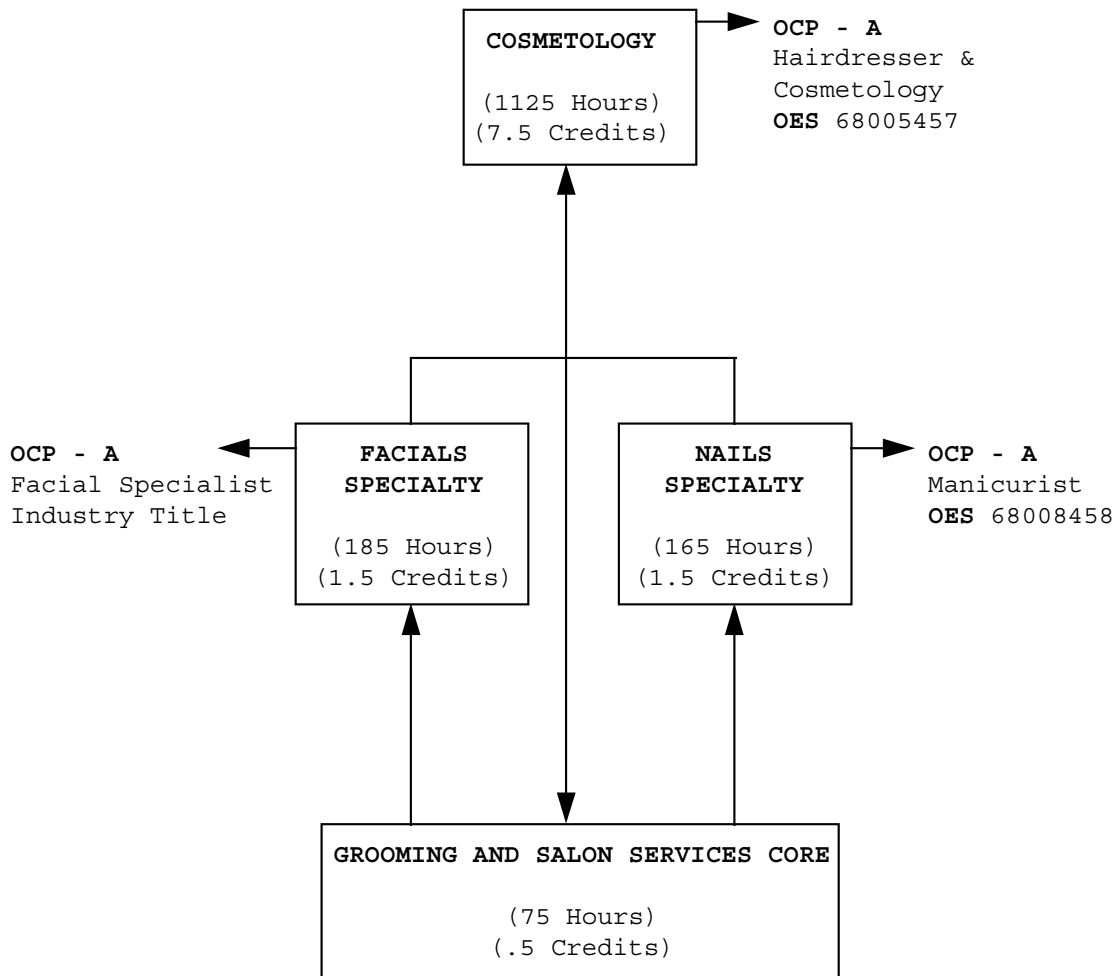 COSMETOLOGY
(1125 Hours)
(7.5 Credits)
OCP - A
Hairdresser &
Cosmetology
OES 68005457
OCP - A
Facial Specialist
Industry Title
FACIALS
SPECIALTY
(185 Hours)
(1.5 Credits)
NAILS
SPECIALTY
(165 Hours)
(1.5 Credits)
OCP - A
Manicurist
OES 68008458
GROOMING AND SALON SERVICES CORE
(75 Hours)
(.5 Credits)